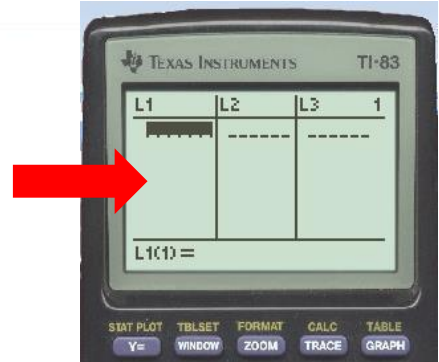 TEXAS INSTRUMENTS TI-83
L1 L2 L3 1
------ ------
L1(1)=
STAT PLOT TBLSET FORMAT CALC TABLE
Y= WINDOW ZOOM TRACE GRAPH